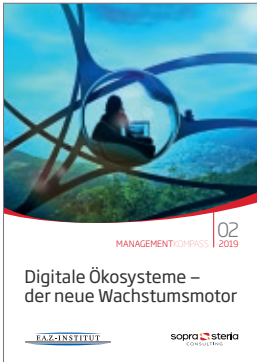 02
MANAGEMENTKOMPASS 2019
Digitale Ökosysteme –
der neue Wachstumsmotor
F.A.Z.-INSTITUT
sopra steria
CONSULTING